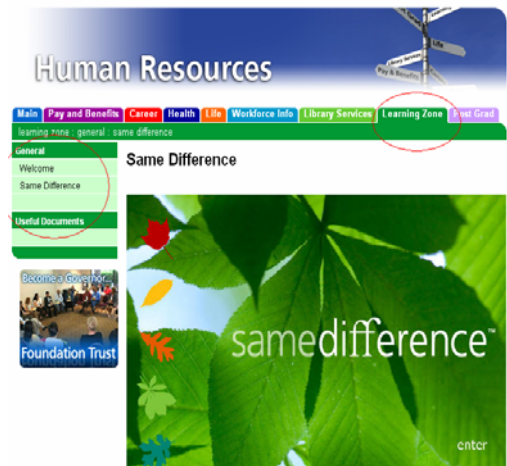 Library Services
Life
Pay & Benefits
Human Resources
Main Pay and Benefits Career Health Life Workforce Info Library Services Learning Zone Post Grad
learning zone : general : same difference
General
Welcome
Same Difference
Useful Documents
Same Difference
Become a Governor...
Foundation Trust
samedifference™
enter